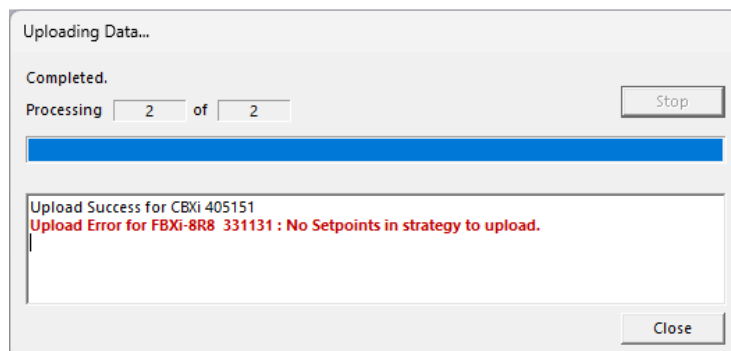 Uploading Data...
Completed.
Processing 2 of 2
Stop
Upload Success for CBXi 405151
Upload Error for FBXi-8R8 331131 : No Setpoints in strategy to upload.
Close